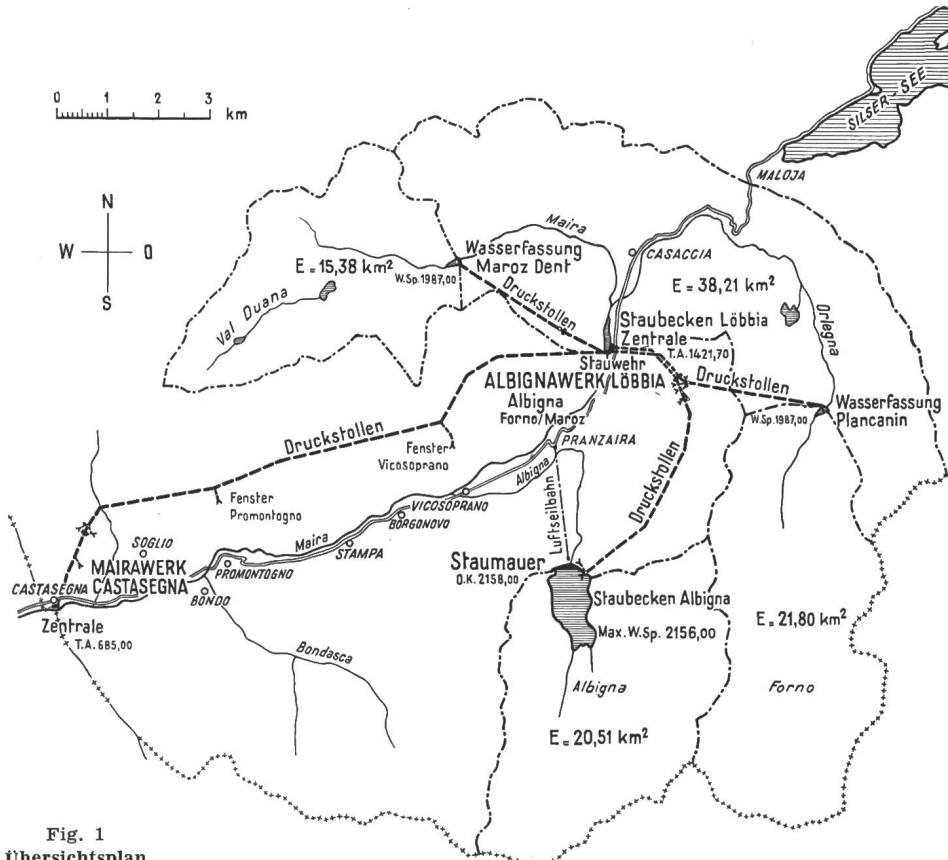 0 1 2 3
km
N
W O
S
SILSER-SEE
MALOJA
Maira
CASACCIA
Wasserfassung
Maroz Dent
W.Sp.1987,00
E = 15,38 km²
Val Duana
Druckstollen
E = 38,21 km²
Orlegna
Staubecken Löbbia
Zentrale
T.A. 1421,70
Stauwehr
ALBIGNAWERK LÖBBIA
Albigna
Forno/Maroz
Druckstollen
Wasserfassung
Plancanin
W.Sp.1987,00
PRANZAIRA
Druckstollen
Fenster
Vicosoprano
Albigna
Druckstollen
Fenster
Promontogno
VICOSOPRANO
BORGONOVO
Luftseilbahn
Maira
STAMPA
SOGLIO
MAIRAWERK
CASTASEGNA
PROMONTOGNO
CASTASEGNA
BONDO
Zentrale
T.A. 685,00
Bondasca
Staumauer
O.K. 2158,00
Staubecken Albigna
Max. W.Sp. 2156,00
Albigna
E = 20,51 km²
E = 21,80 km²
Forno
Fig. 1
Übersichtsplan